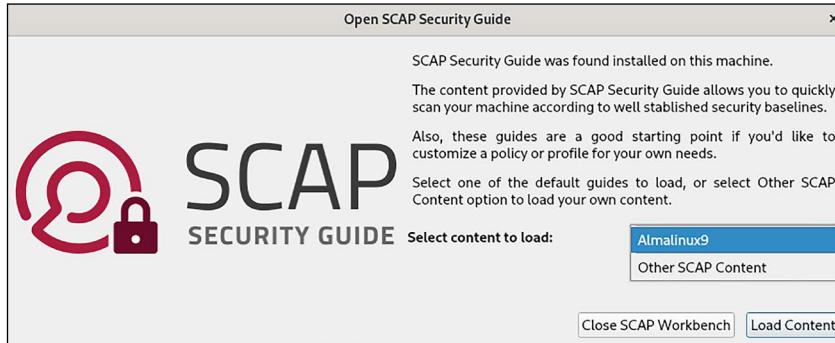 Open SCAP Security Guide
SCAP Security Guide was found installed on this machine.
The content provided by SCAP Security Guide allows you to quickly
scan your machine according to well stablished security baselines.
Also, these guides are a good starting point if you'd like to
customize a policy or profile for your own needs.
Select one of the default guides to load, or select Other SCAP
Content option to load your own content.
SCAP
SECURITY GUIDE
Select content to load:
Almalinux9
Other SCAP Content
Close SCAP Workbench
Load Content